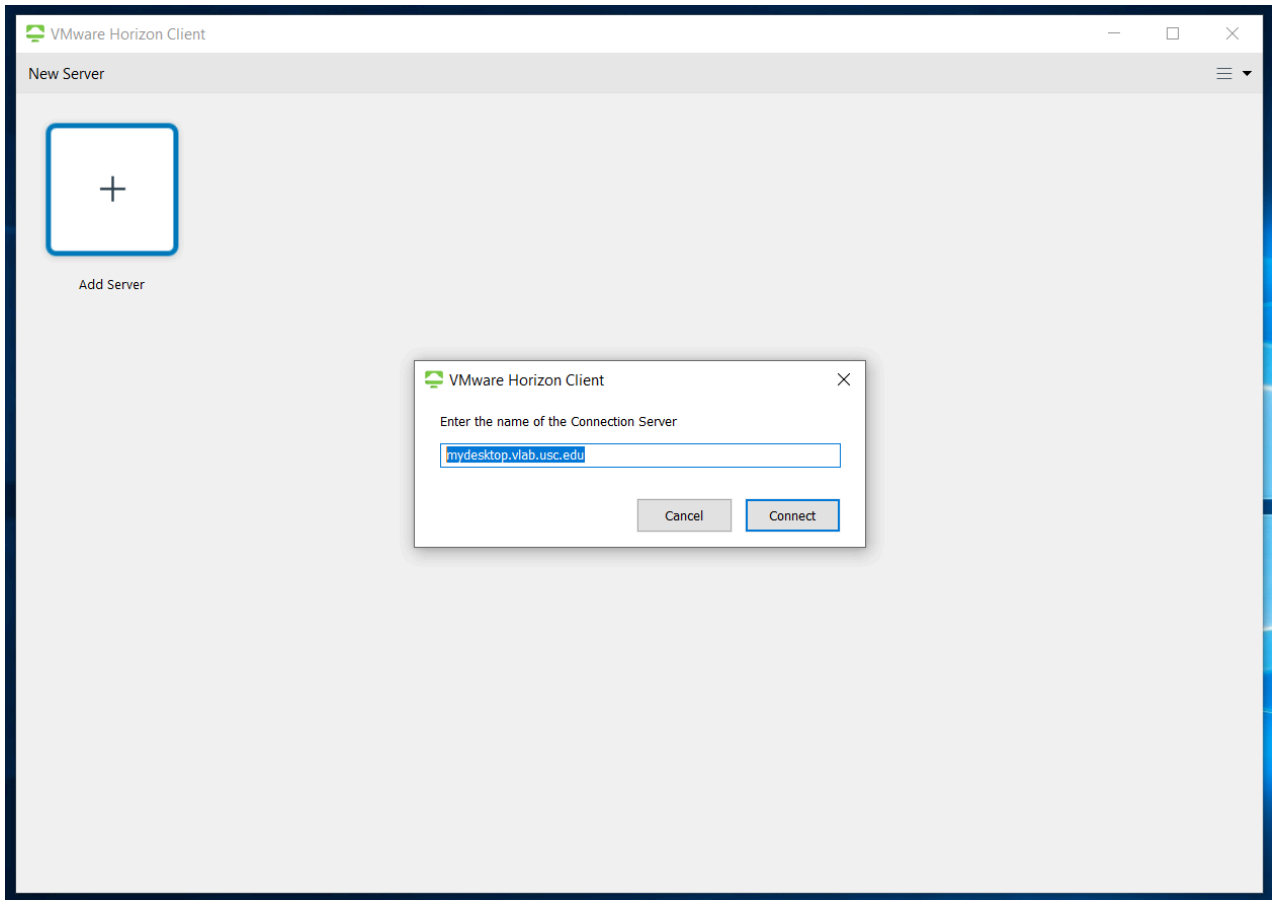 VMware Horizon Client
New Server
Add Server
VMware Horizon Client
Enter the name of the Connection Server
mydesktop.vlab.usc.edu
Cancel Connect